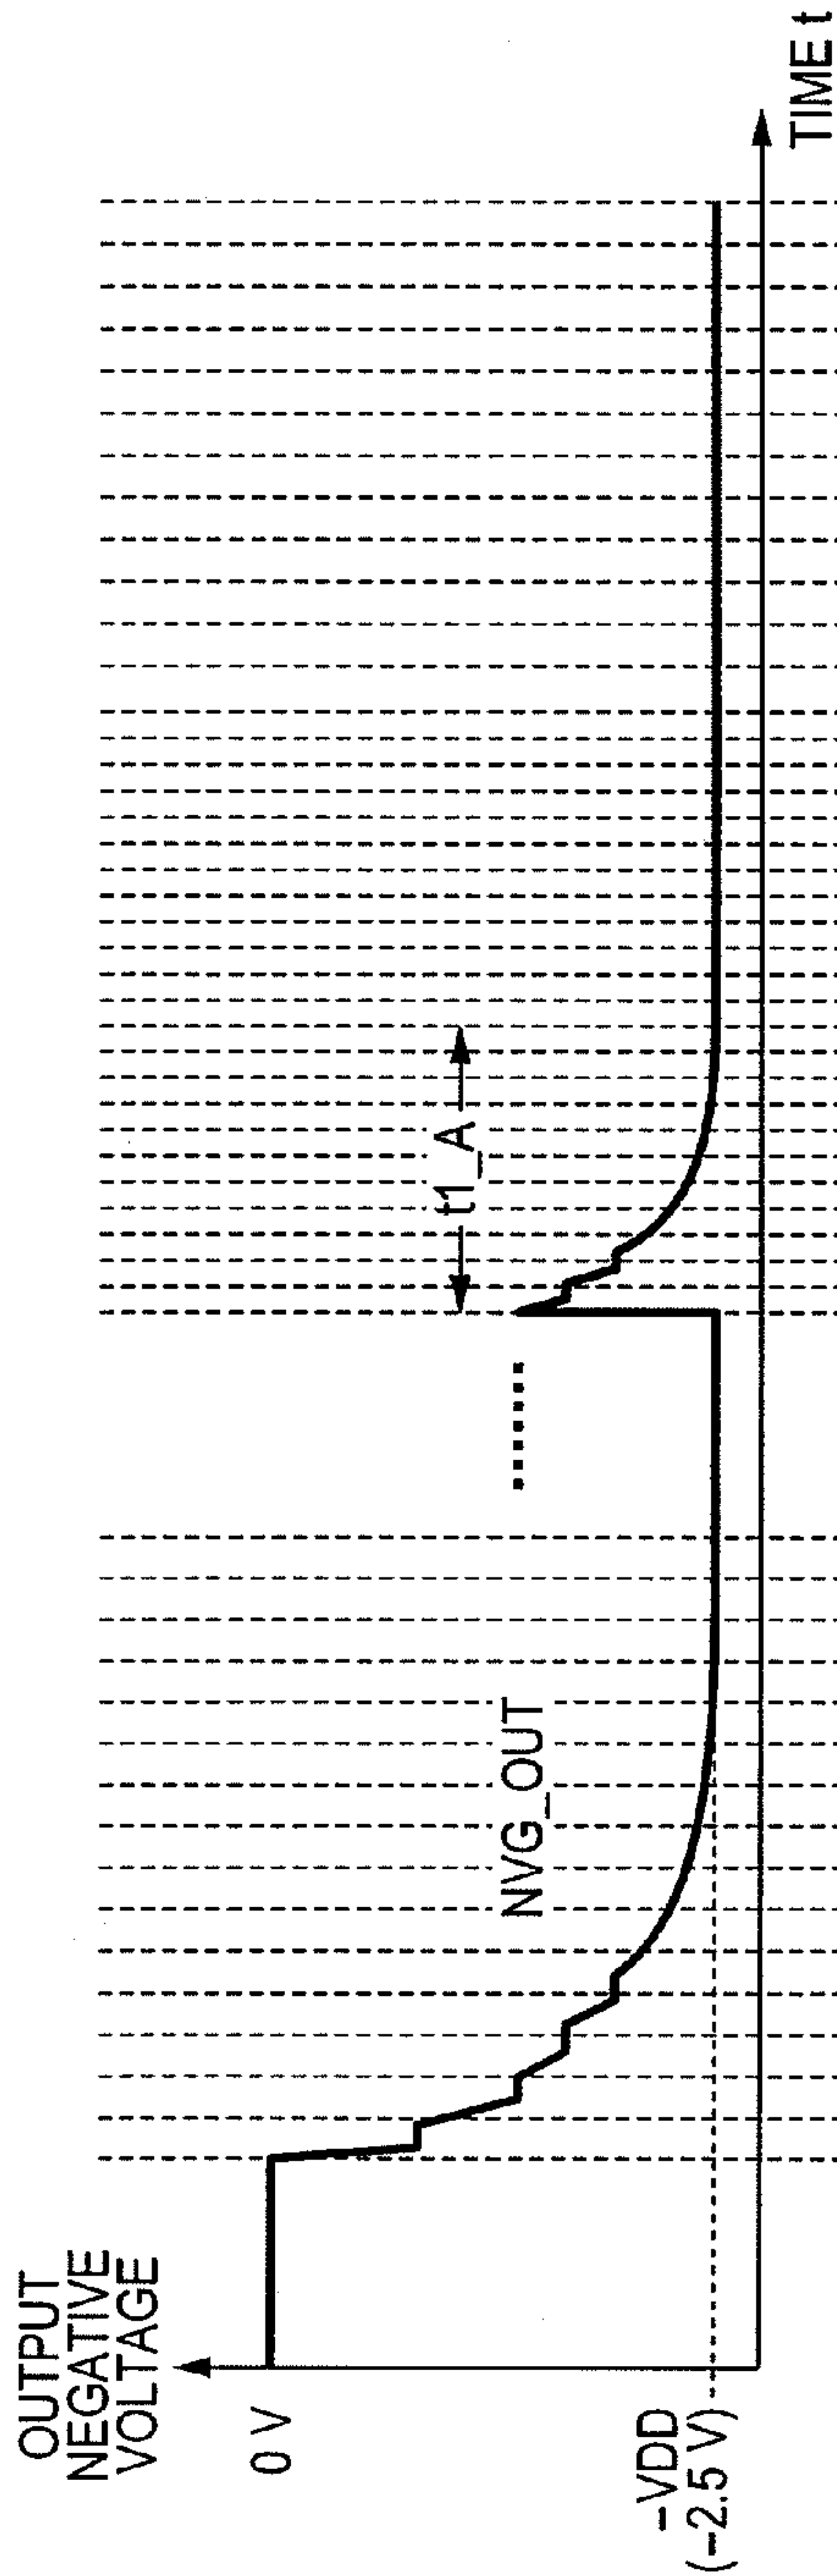 OUTPUT
NEGATIVE
VOLTAGE
0 V
−VDD
(−2.5 V)
NVG_OUT
t1_A
TIME t